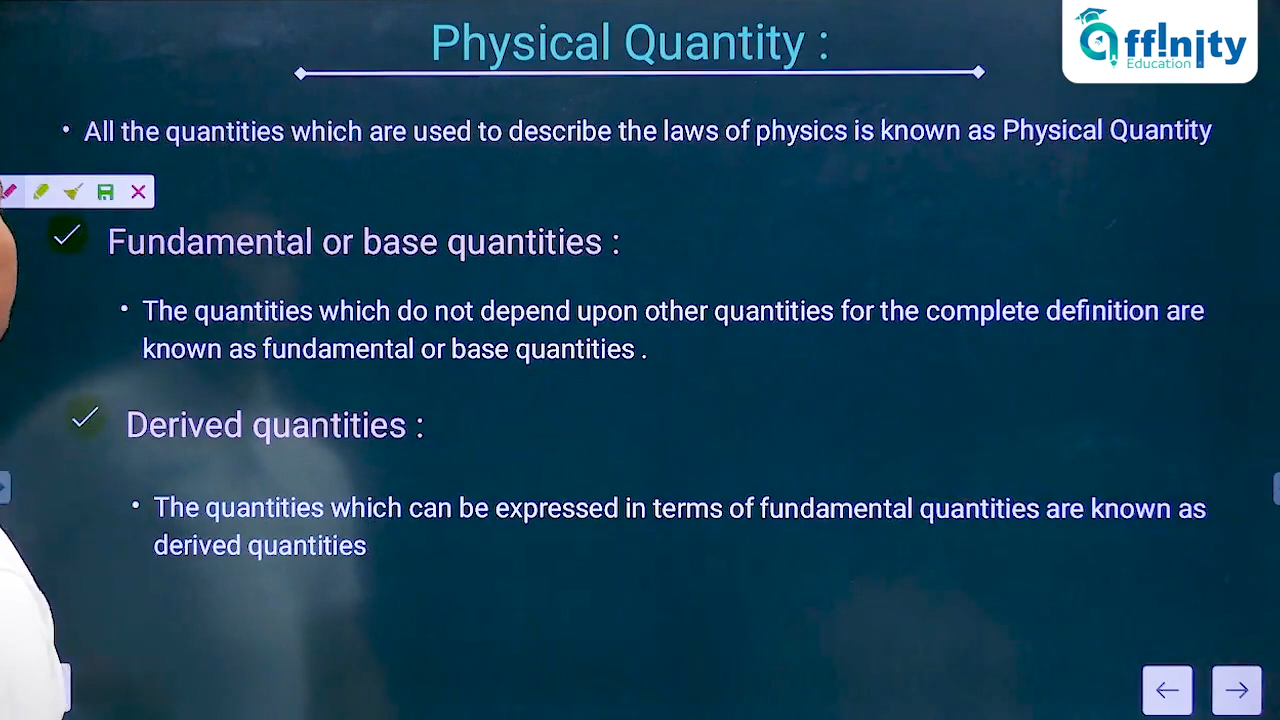 Physical Quantity :
Aff!nity
Education
• All the quantities which are used to describe the laws of physics is known as Physical Quantity
Fundamental or base quantities :
• The quantities which do not depend upon other quantities for the complete definition are
known as fundamental or base quantities .
Derived quantities :
• The quantities which can be expressed in terms of fundamental quantities are known as
derived quantities